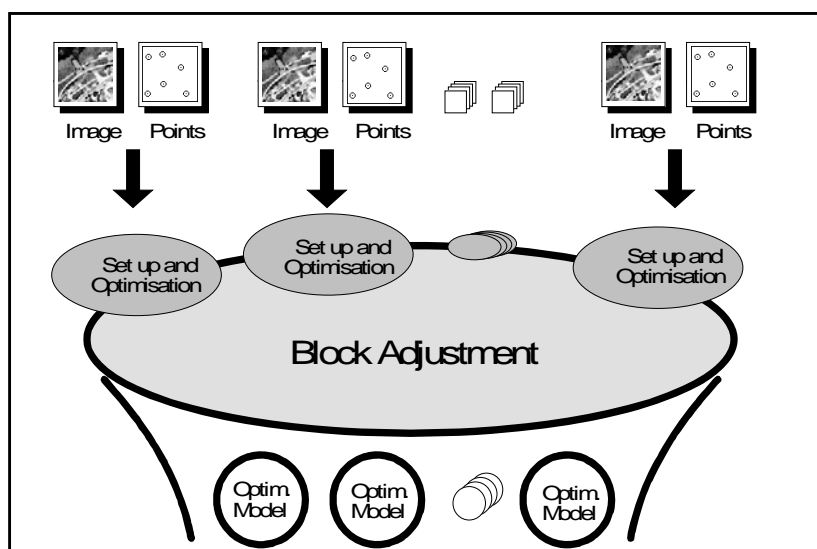 Image Points Image Points Image Points
Set up and
Optimisation
Set up and
Optimisation
Set up and
Optimisation
Block Adjustment
Optim.
Model
Optim.
Model
Optim.
Model